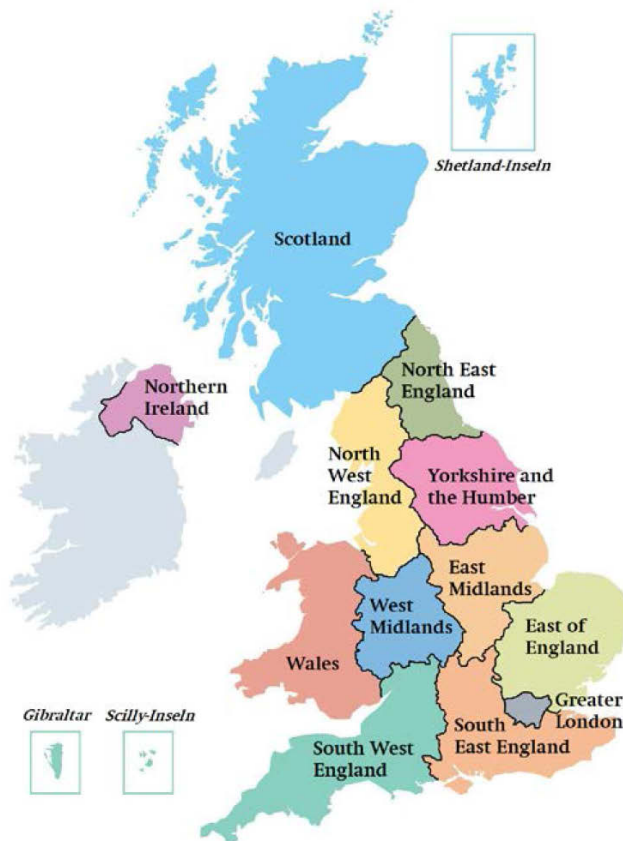 Shetland-Inseln
Scotland
North East
England
Northern
Ireland
North
West
England
Yorkshire and
the Humber
East
Midlands
West
Midlands
East of
England
Wales
Greater
London
Gibraltar
Scilly-Inseln
South West
England
South
East England